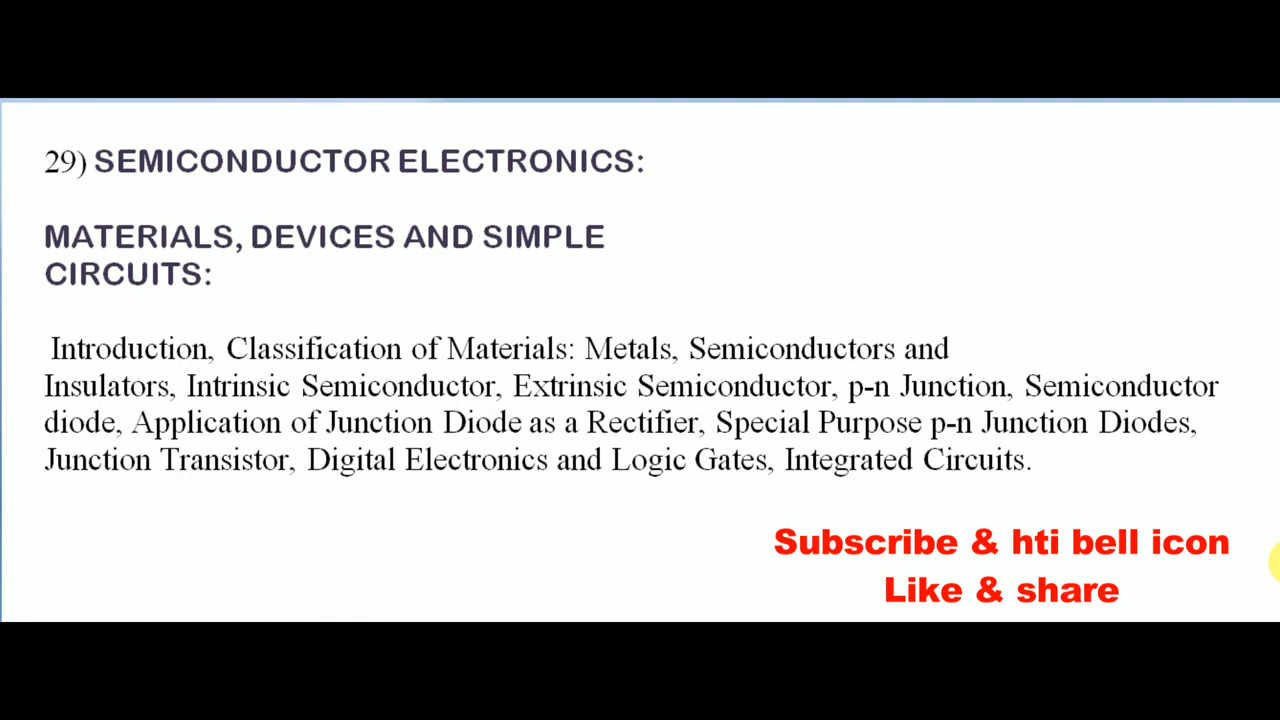 29) SEMICONDUCTOR ELECTRONICS:
MATERIALS, DEVICES AND SIMPLE
CIRCUITS:
Introduction, Classification of Materials: Metals, Semiconductors and
Insulators, Intrinsic Semiconductor, Extrinsic Semiconductor, p-n Junction, Semiconductor
diode, Application of Junction Diode as a Rectifier, Special Purpose p-n Junction Diodes,
Junction Transistor, Digital Electronics and Logic Gates, Integrated Circuits.
Subscribe & hti bell icon
Like & share